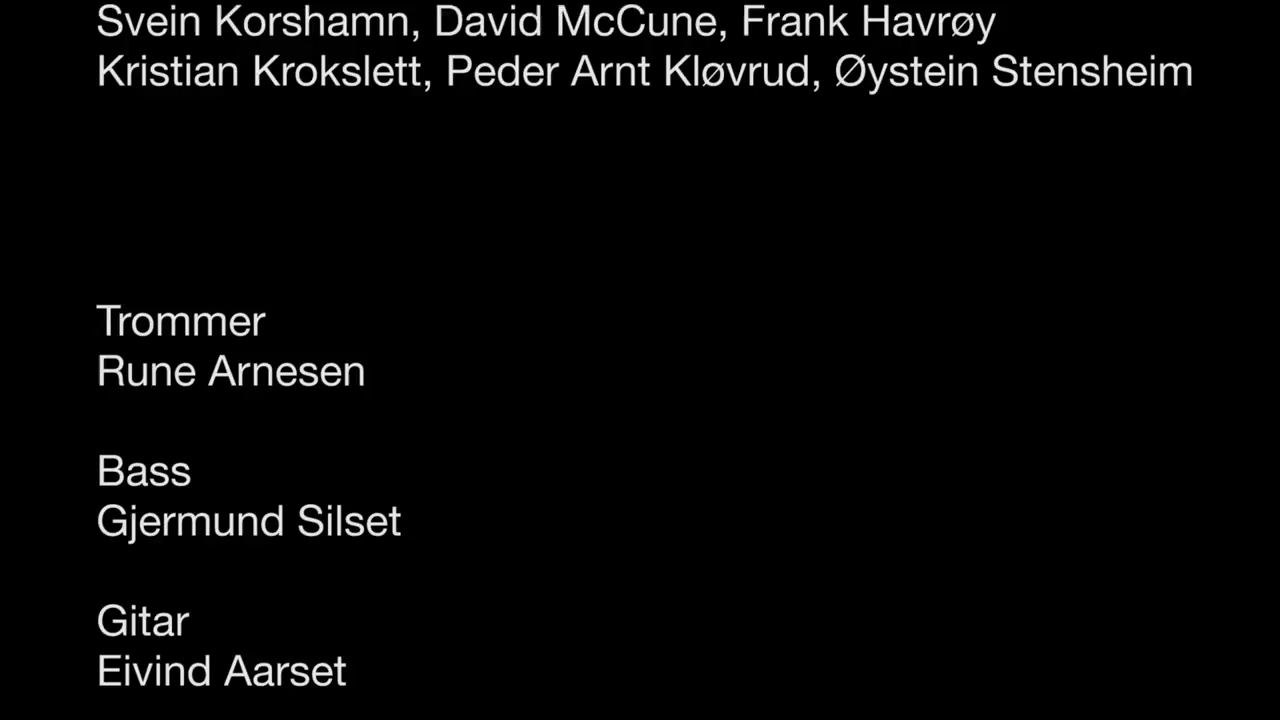 Svein Korshamn, David McCune, Frank Havrøy
Kristian Krokslett, Peder Arnt Kløvrud, Øystein Stensheim
Trommer
Rune Arnesen
Bass
Gjermund Silset
Gitar
Eivind Aarset